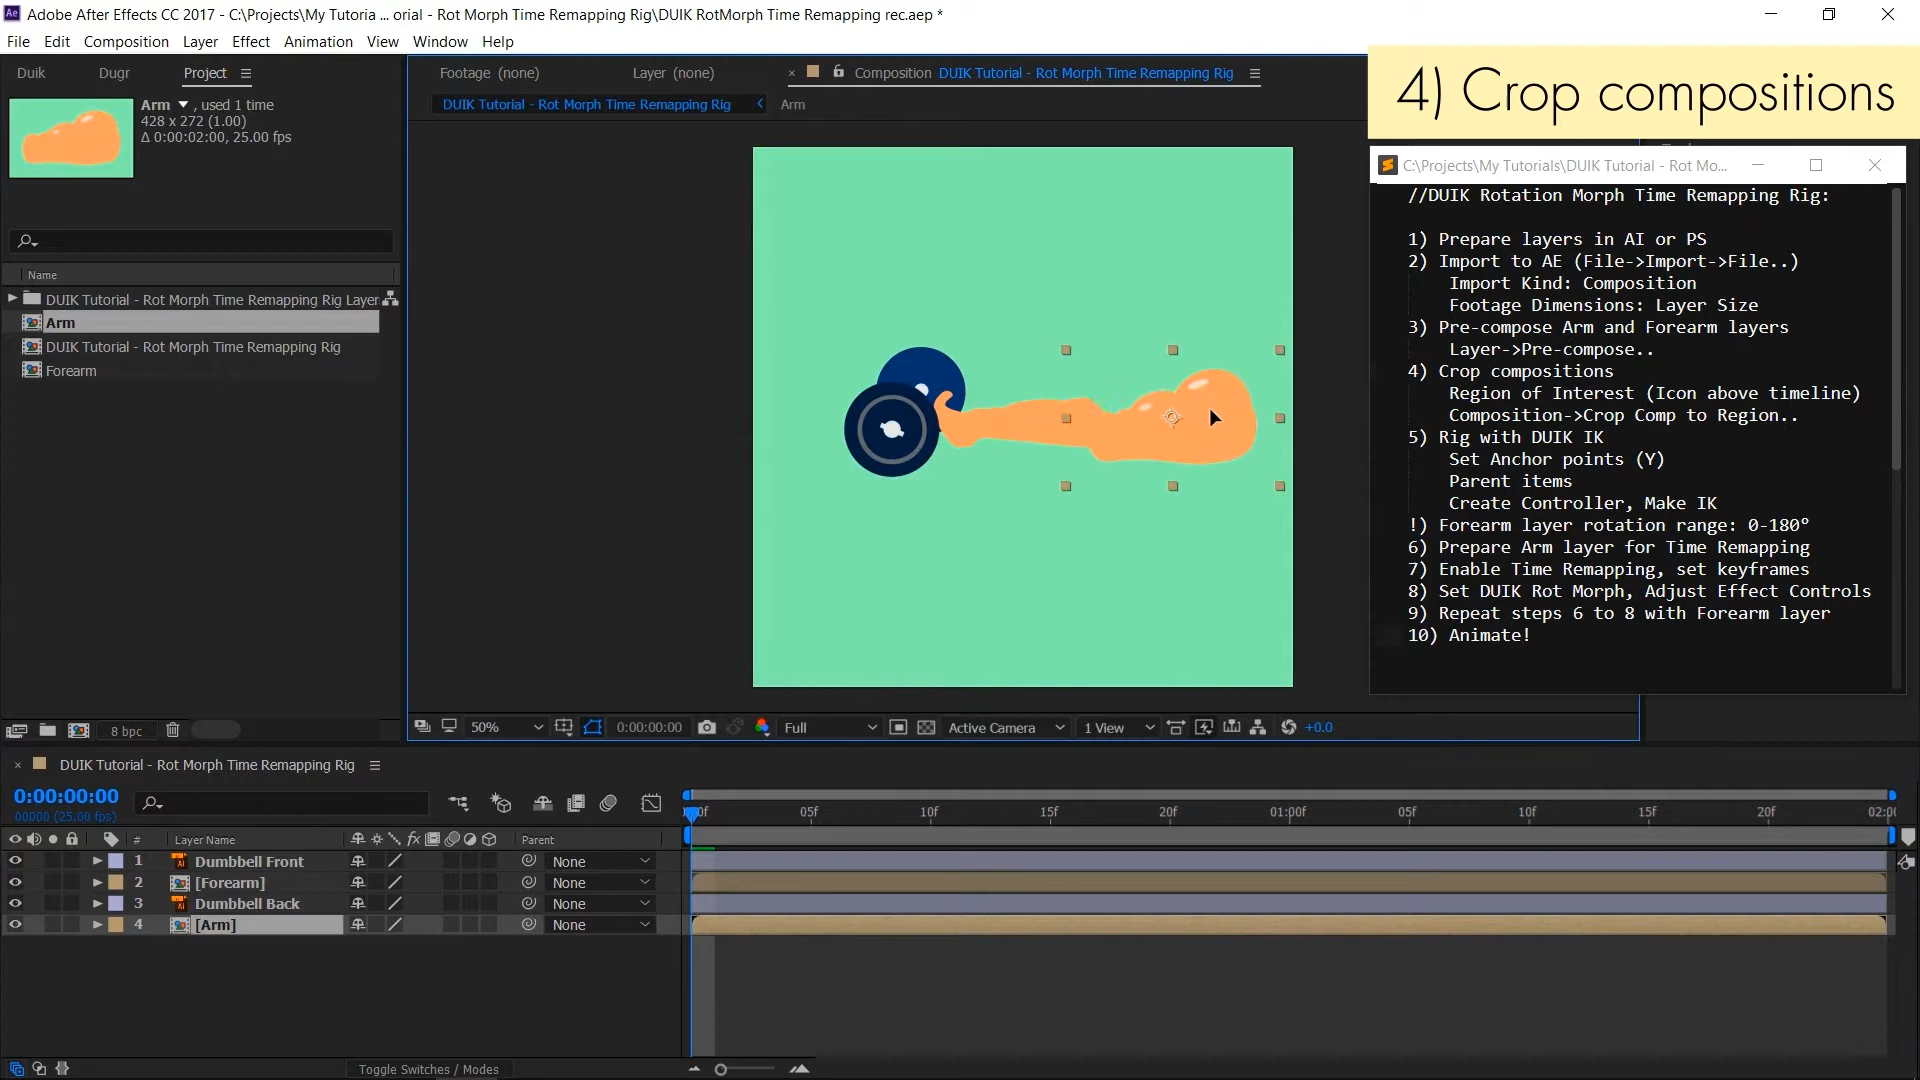 Adobe After Effects CC 2017 - C:\Projects\My Tutoria ... orial - Rot Morph Time Remapping Rig\DUIK RotMorph Time Remapping rec.aep *
File Edit Composition Layer Effect Animation View Window Help
Duik Dugr Project
Arm , used 1 time
428 x 272 (1.00)
Δ 0:00:02:00, 25.00 fps
Name
DUIK Tutorial - Rot Morph Time Remapping Rig Layer
Arm
DUIK Tutorial - Rot Morph Time Remapping Rig
Forearm
8 bpc
Footage (none) Layer (none) Composition DUIK Tutorial - Rot Morph Time Remapping Rig
DUIK Tutorial - Rot Morph Time Remapping Rig Arm
50% 0:00:00:00 Full Active Camera 1 View +0.0
4) Crop compositions
C:\Projects\My Tutorials\DUIK Tutorial - Rot Mo...
//DUIK Rotation Morph Time Remapping Rig:
1) Prepare layers in AI or PS
2) Import to AE (File->Import->File..)
Import Kind: Composition
Footage Dimensions: Layer Size
3) Pre-compose Arm and Forearm layers
Layer->Pre-compose..
4) Crop compositions
Region of Interest (Icon above timeline)
Composition->Crop Comp to Region..
5) Rig with DUIK IK
Set Anchor points (Y)
Parent items
Create Controller, Make IK
!) Forearm layer rotation range: 0-180º
6) Prepare Arm layer for Time Remapping
7) Enable Time Remapping, set keyframes
8) Set DUIK Rot Morph, Adjust Effect Controls
9) Repeat steps 6 to 8 with Forearm layer
10) Animate!
DUIK Tutorial - Rot Morph Time Remapping Rig
0:00:00:00
00000 (25.00 fps)
05f 10f 15f 20f 01:00f 05f 10f 15f 20f
# Layer Name Parent
1 Dumbbell Front None
2 [Forearm] None
3 Dumbbell Back None
4 [Arm] None
Toggle Switches / Modes